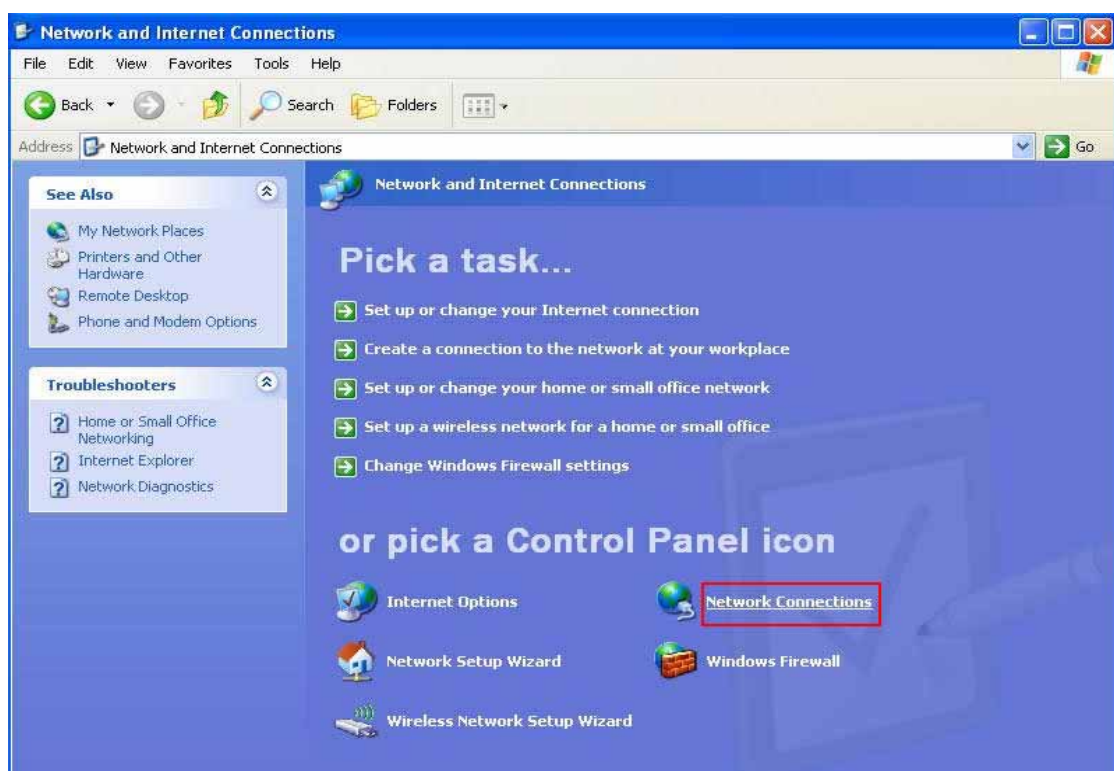 Network and Internet Connections
File Edit View Favorites Tools Help
Back Search Folders
Address Network and Internet Connections Go
See Also
My Network Places
Printers and Other
Hardware
Remote Desktop
Phone and Modem Options
Troubleshooters
Home or Small Office
Networking
Internet Explorer
Network Diagnostics
Network and Internet Connections
Pick a task...
Set up or change your Internet connection
Create a connection to the network at your workplace
Set up or change your home or small office network
Set up a wireless network for a home or small office
Change Windows Firewall settings
or pick a Control Panel icon
Internet Options Network Connections
Network Setup Wizard Windows Firewall
Wireless Network Setup Wizard